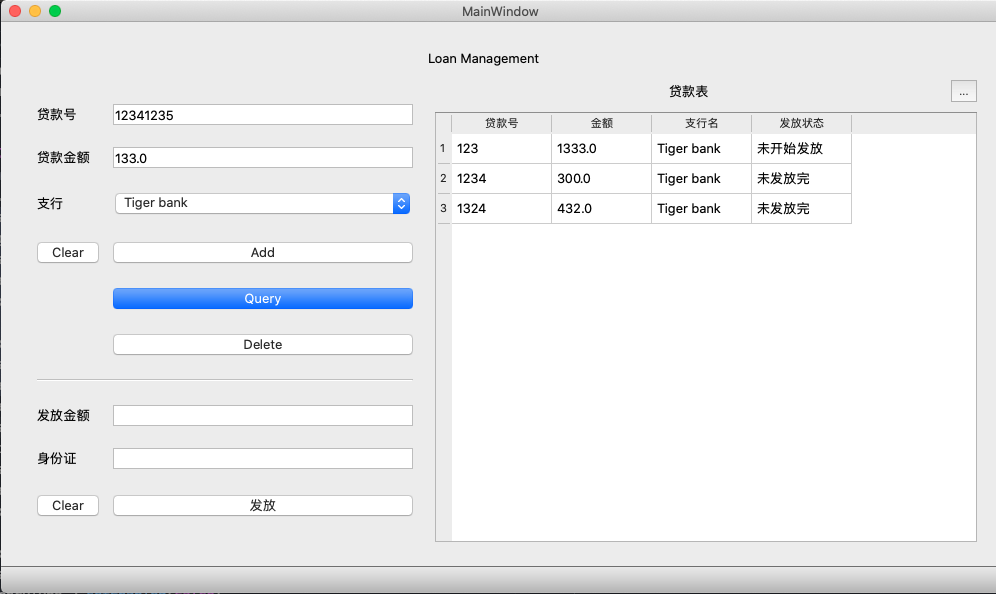 MainWindow
Loan Management
贷款表
...
贷款号 12341235
贷款金额 133.0
支行 Tiger bank
Clear Add
Query
Delete
发放金额
身份证
Clear 发放
贷款号 金额 支行名 发放状态
1 123 1333.0 Tiger bank 未开始发放
2 1234 300.0 Tiger bank 未发放完
3 1324 432.0 Tiger bank 未发放完